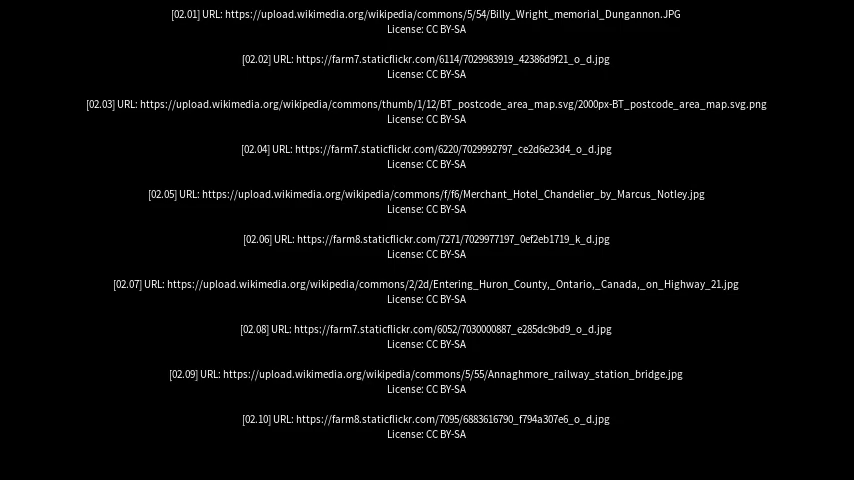 [02.01] URL: https://upload.wikimedia.org/wikipedia/commons/5/54/Billy_Wright_memorial_Dungannon.JPG
License: CC BY-SA
[02.02] URL: https://farm7.staticflickr.com/6114/7029983919_42386d9f21_o_d.jpg
License: CC BY-SA
[02.03] URL: https://upload.wikimedia.org/wikipedia/commons/thumb/1/12/BT_postcode_area_map.svg/2000px-BT_postcode_area_map.svg.png
License: CC BY-SA
[02.04] URL: https://farm7.staticflickr.com/6220/7029992797_ce2d6e23d4_o_d.jpg
License: CC BY-SA
[02.05] URL: https://upload.wikimedia.org/wikipedia/commons/f/f6/Merchant_Hotel_Chandelier_by_Marcus_Notley.jpg
License: CC BY-SA
[02.06] URL: https://farm8.staticflickr.com/7271/7029977197_0ef2eb1719_k_d.jpg
License: CC BY-SA
[02.07] URL: https://upload.wikimedia.org/wikipedia/commons/2/2d/Entering_Huron_County,_Ontario,_Canada,_on_Highway_21.jpg
License: CC BY-SA
[02.08] URL: https://farm7.staticflickr.com/6052/7030000887_e285dc9bd9_o_d.jpg
License: CC BY-SA
[02.09] URL: https://upload.wikimedia.org/wikipedia/commons/5/55/Annaghmore_railway_station_bridge.jpg
License: CC BY-SA
[02.10] URL: https://farm8.staticflickr.com/7095/6883616790_f794a307e6_o_d.jpg
License: CC BY-SA